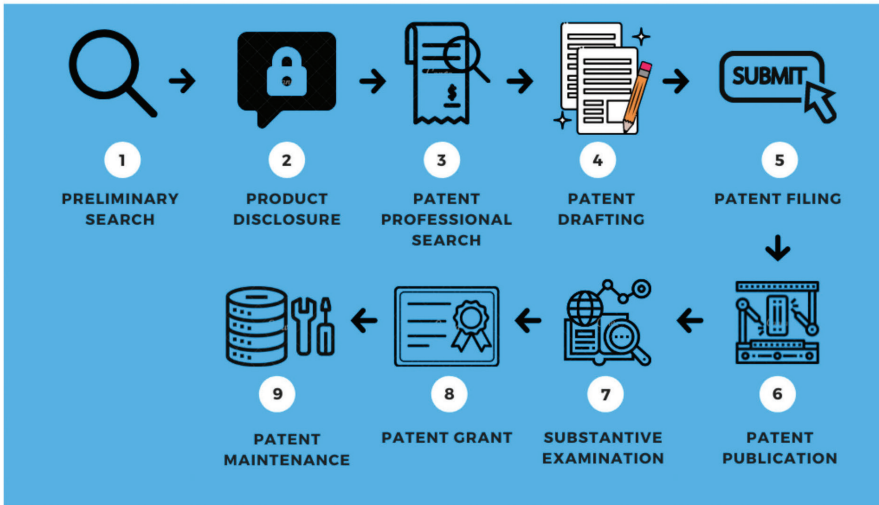 SUBMIT
1
2
3
4
5
PRELIMINARY
SEARCH
PRODUCT
DISCLOSURE
PATENT
PROFESSIONAL
SEARCH
PATENT
DRAFTING
PATENT FILING
$
9
8
7
6
PATENT
MAINTENANCE
PATENT GRANT
SUBSTANTIVE
EXAMINATION
PATENT
PUBLICATION